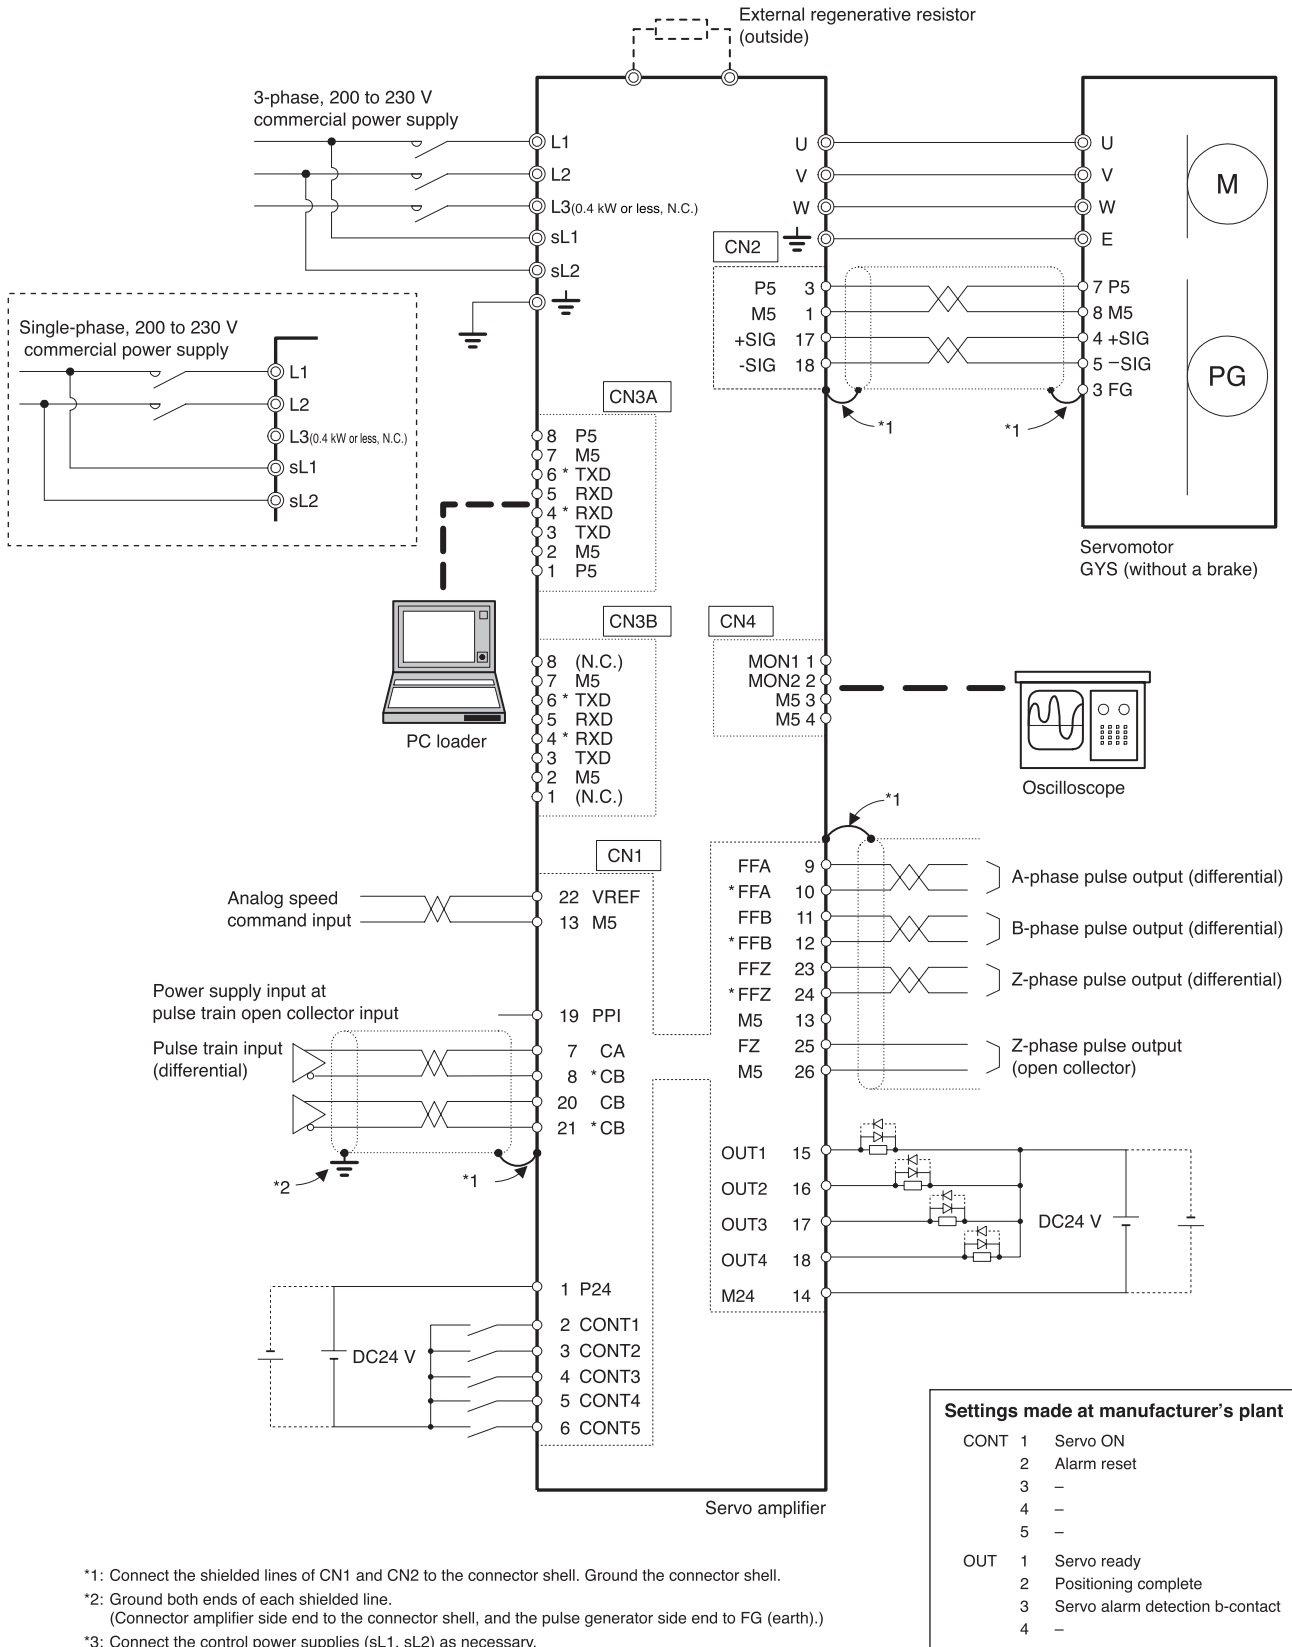 External regenerative resistor
(outside)
3-phase, 200 to 230 V
commercial power supply
L1
L2
L3(0.4 kW or less, N.C.)
sL1
sL2
U
V
W
CN2
U
V
W
E
M
P5 3
M5 1
+SIG 17
-SIG 18
7 P5
8 M5
4 +SIG
5 −SIG
3 FG
PG
*1
*1
Servomotor
GYS (without a brake)
Single-phase, 200 to 230 V
commercial power supply
L1
L2
L3(0.4 kW or less, N.C.)
sL1
sL2
CN3A
8 P5
7 M5
6 * TXD
5 RXD
4 * RXD
3 TXD
2 M5
1 P5
PC loader
CN3B
8 (N.C.)
7 M5
6 * TXD
5 RXD
4 * RXD
3 TXD
2 M5
1 (N.C.)
CN4
MON1 1
MON2 2
M5 3
M5 4
Oscilloscope
CN1
Analog speed
command input
22 VREF
13 M5
Power supply input at
pulse train open collector input
19 PPI
Pulse train input
(differential)
7 CA
8 *CB
20 CB
21 *CB
*2
*1
*1
FFA 9
*FFA 10
FFB 11
*FFB 12
FFZ 23
*FFZ 24
M5 13
FZ 25
M5 26
A-phase pulse output (differential)
B-phase pulse output (differential)
Z-phase pulse output (differential)
Z-phase pulse output
(open collector)
OUT1 15
OUT2 16
OUT3 17
OUT4 18
M24 14
DC24 V
1 P24
2 CONT1
3 CONT2
4 CONT3
5 CONT4
6 CONT5
DC24 V
Servo amplifier
Settings made at manufacturer's plant
CONT 1 Servo ON
2 Alarm reset
3 –
4 –
5 –
OUT 1 Servo ready
2 Positioning complete
3 Servo alarm detection b-contact
4 –
*1: Connect the shielded lines of CN1 and CN2 to the connector shell. Ground the connector shell.
*2: Ground both ends of each shielded line.
(Connector amplifier side end to the connector shell, and the pulse generator side end to FG (earth).)
*3: Connect the control power supplies (sL1, sL2) as necessary.